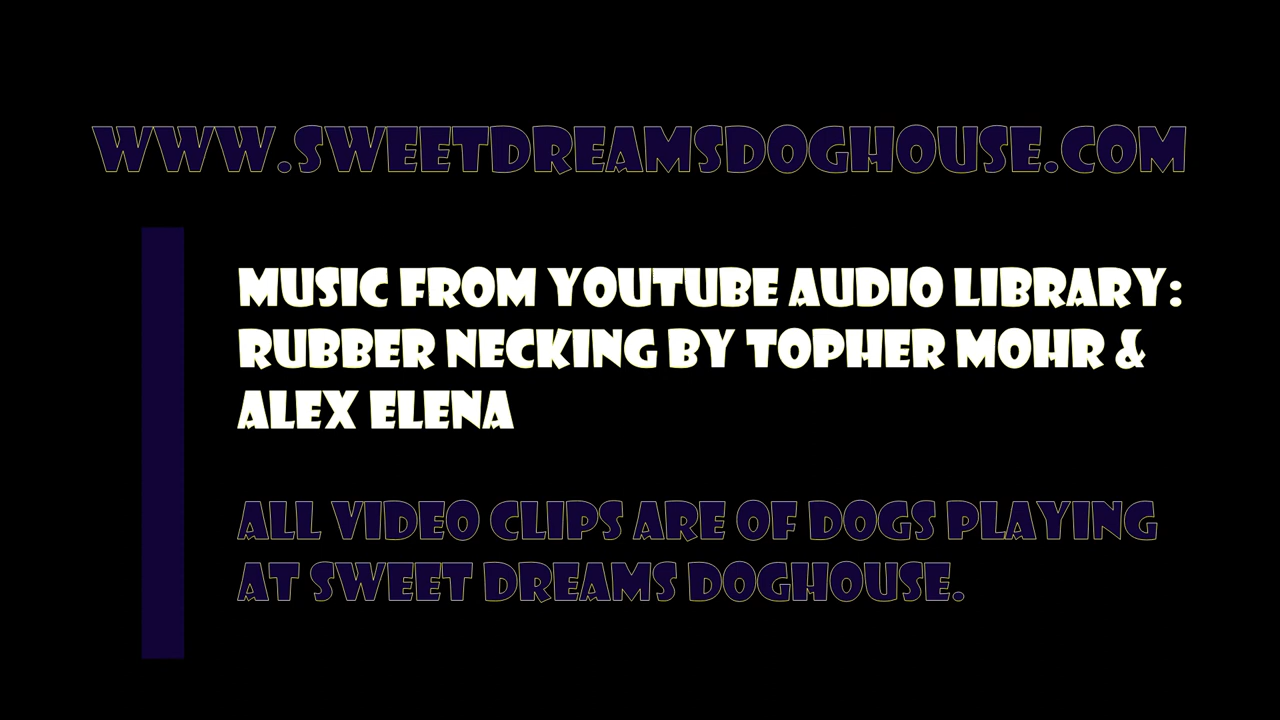 WWW.SWEETDREAMSDOGHOUSE.COM
MUSIC FROM YOUTUBE AUDIO LIBRARY:
RUBBER NECKING BY TOPHER MOHR &
ALEX ELENA
ALL VIDEO CLIPS ARE OF DOGS PLAYING
AT SWEET DREAMS DOGHOUSE.